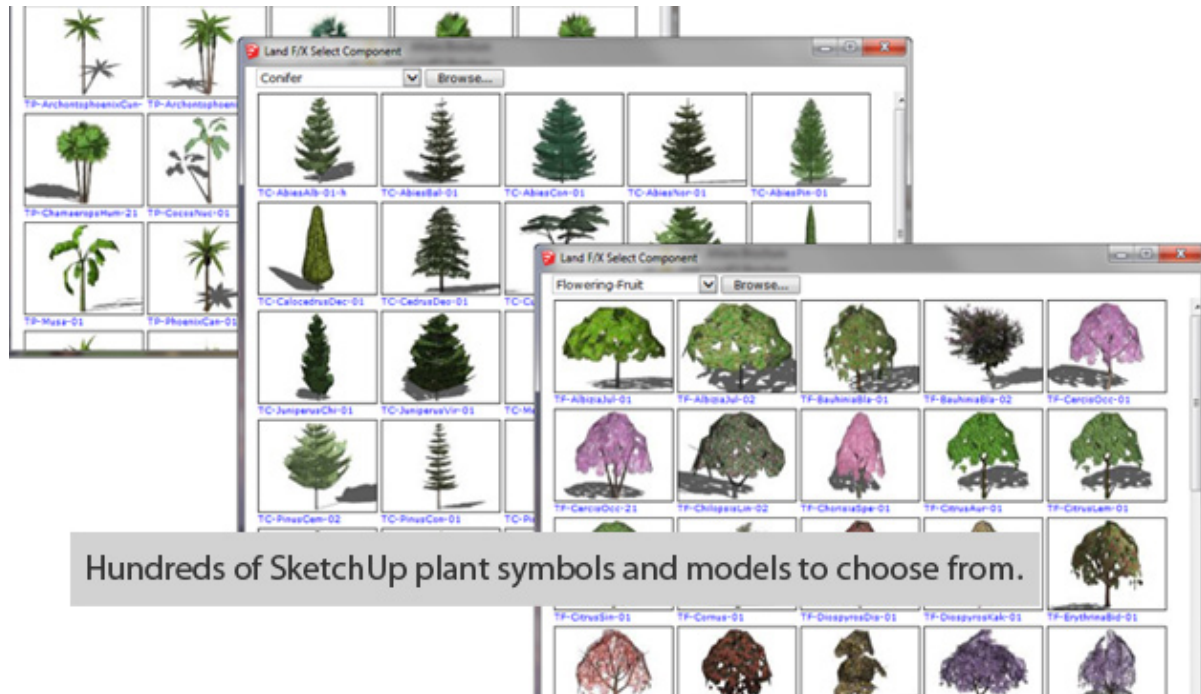 TP-ArchontophoenixCun-
TP-ChamaeropsHum-21 TP-CocosNuc-01
TP-Musa-01 TP-PhoenixCan-01
Land F/X Select Component
Conifer Browse...
TC-AbiesAlb-01-h TC-AbiesBal-01 TC-AbiesCon-01 TC-AbiesNor-01 TC-AbiesPin-01
TC-CalocedrusDec-01 TC-CedrusDeo-01
TC-JuniperusChi-01 TC-JuniperusVir-01
TC-PinusCem-02 TC-PinusCon-01
Land F/X Select Component
Flowering-Fruit Browse...
TF-AlbiziaJul-01 TF-AlbiziaJul-02 TF-BauhiniaBla-01 TF-BauhiniaBla-02 TF-CercisOcc-01
TF-CercisOcc-21 TF-ChilopsisLin-02 TF-ChorisiaSpe-01 TF-CitrusAur-01 TF-CitrusLem-01
TF-CitrusSin-01 TF-Cornus-01 TF-DiospyrosDis-01 TF-DiospyrosKak-01 TF-ErythrinaBid-01
Hundreds of SketchUp plant symbols and models to choose from.